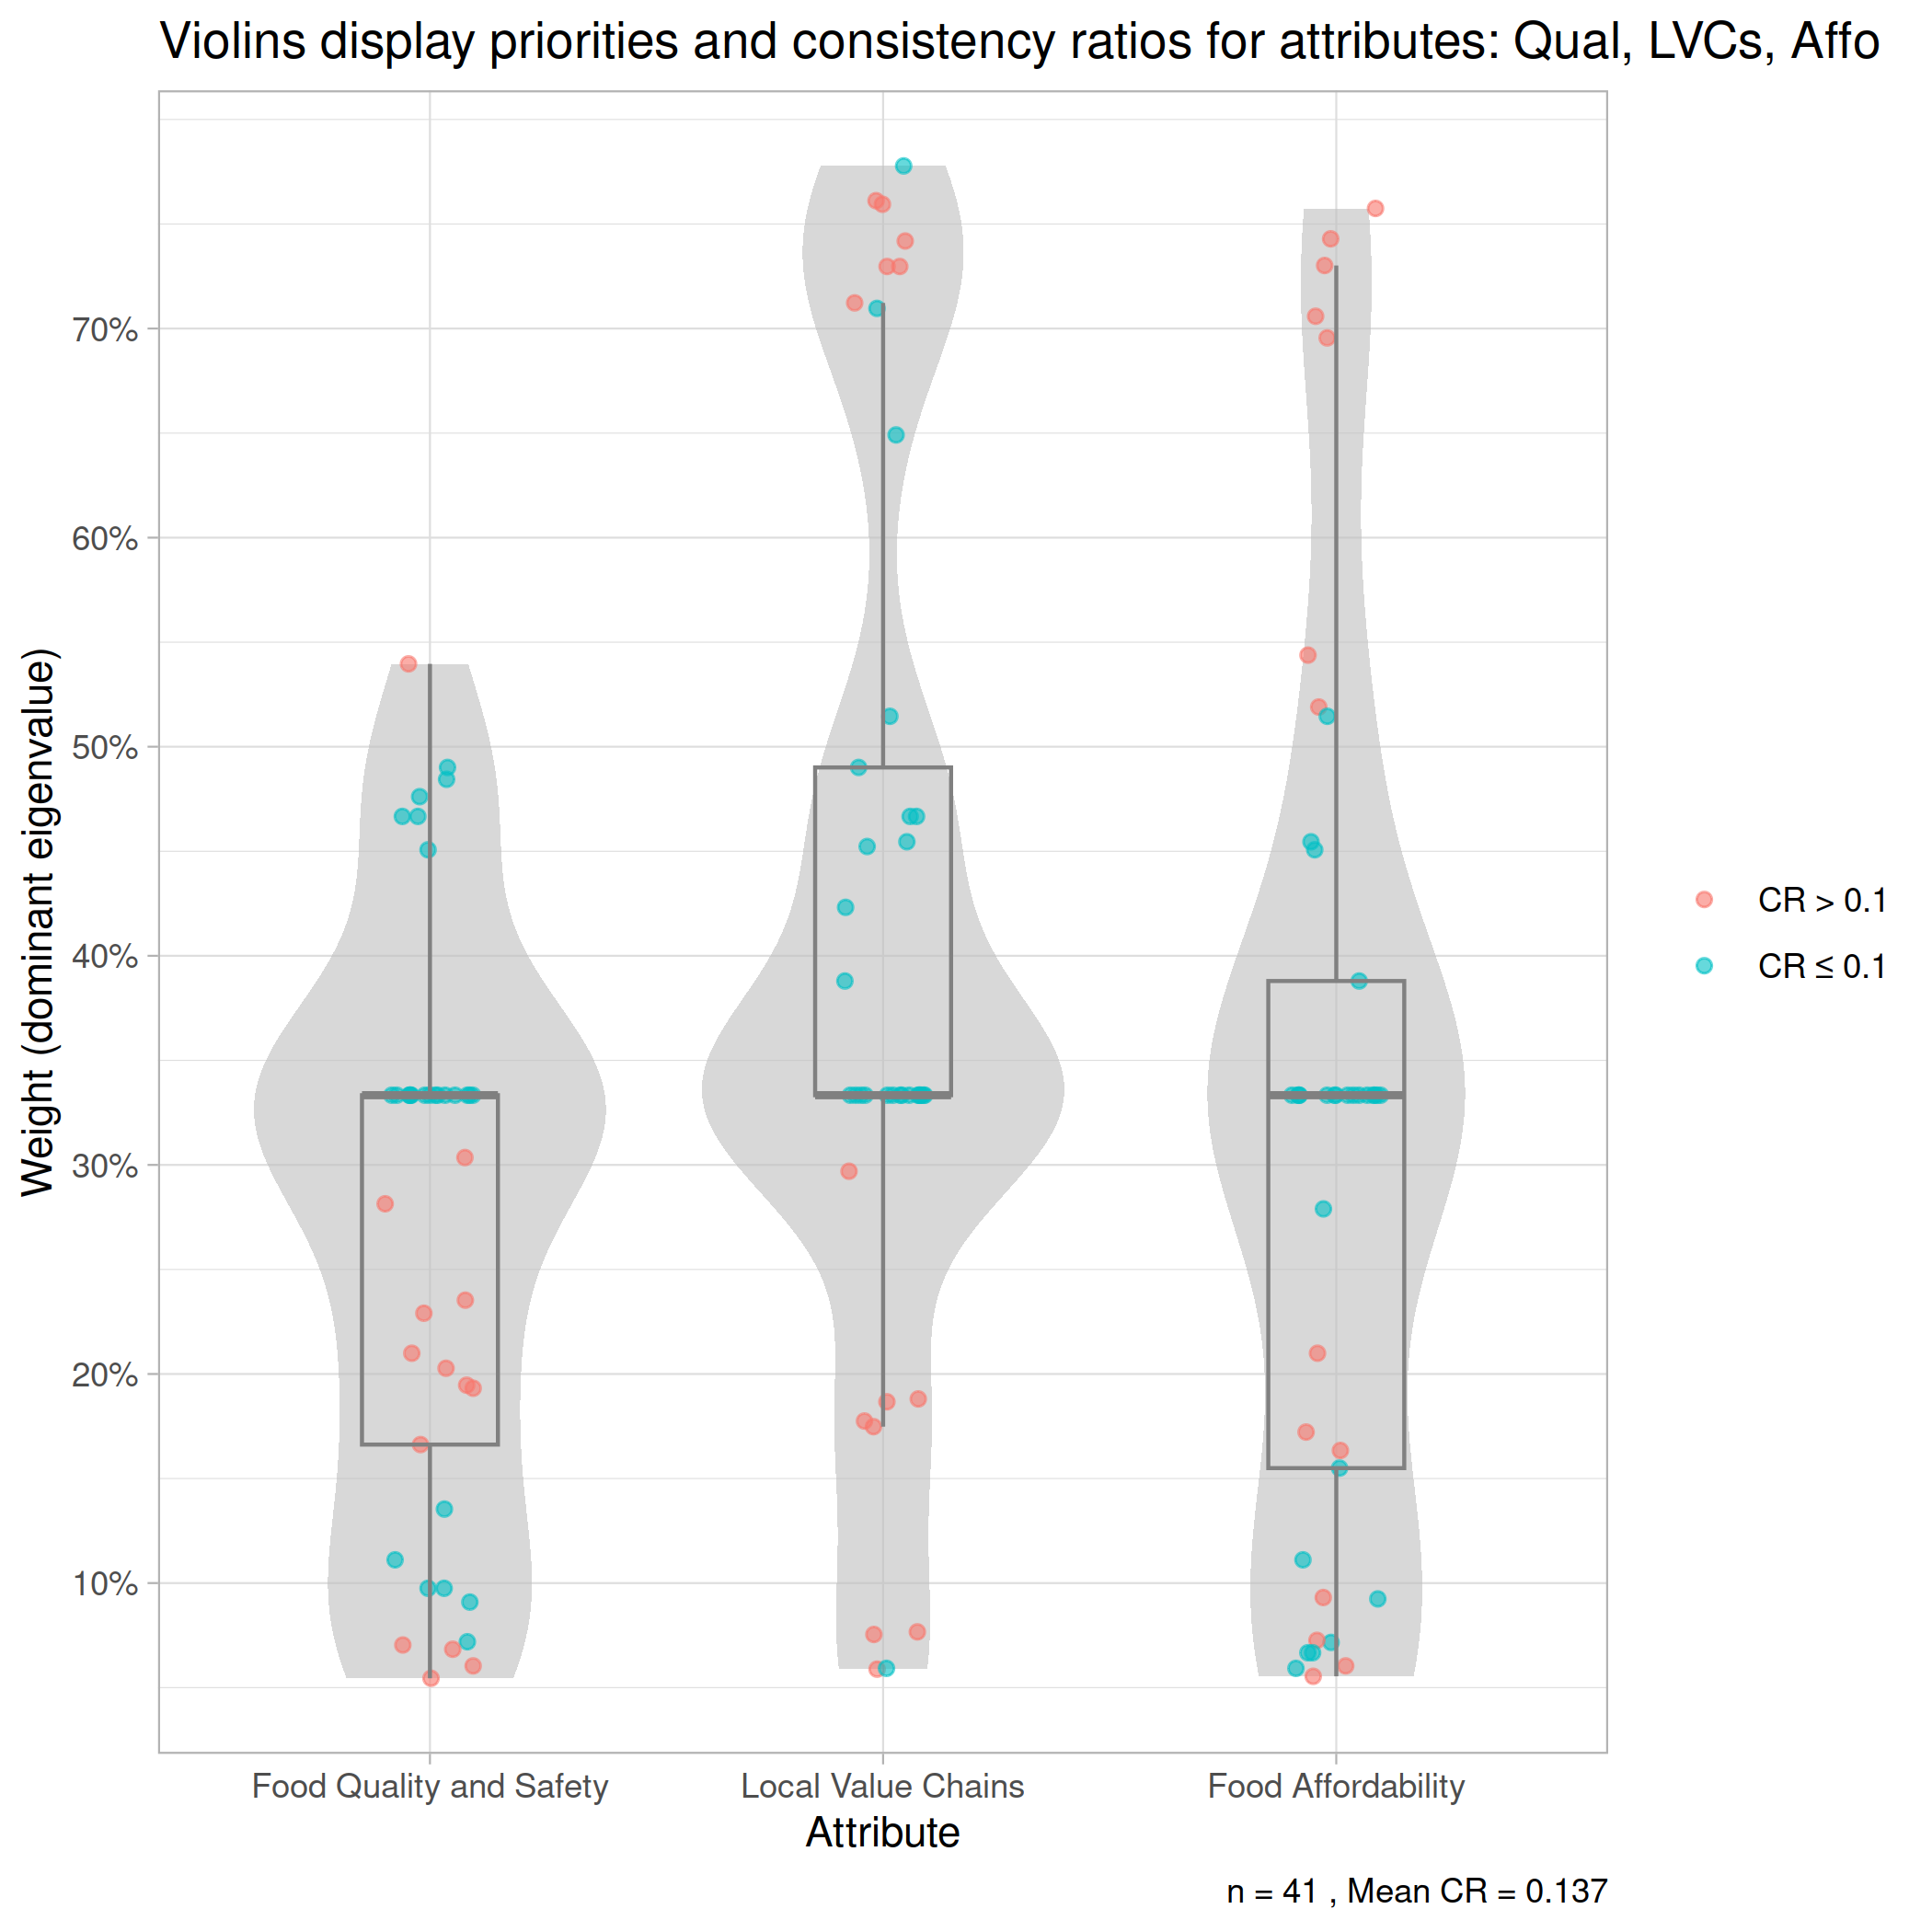 Violins display priorities and consistency ratios for attributes: Qual, LVCs, Affo
Weight (dominant eigenvalue)
70%
60%
50%
40%
30%
20%
10%
CR > 0.1
CR ≤ 0.1
Food Quality and Safety
Local Value Chains
Food Affordability
Attribute
n = 41 , Mean CR = 0.137